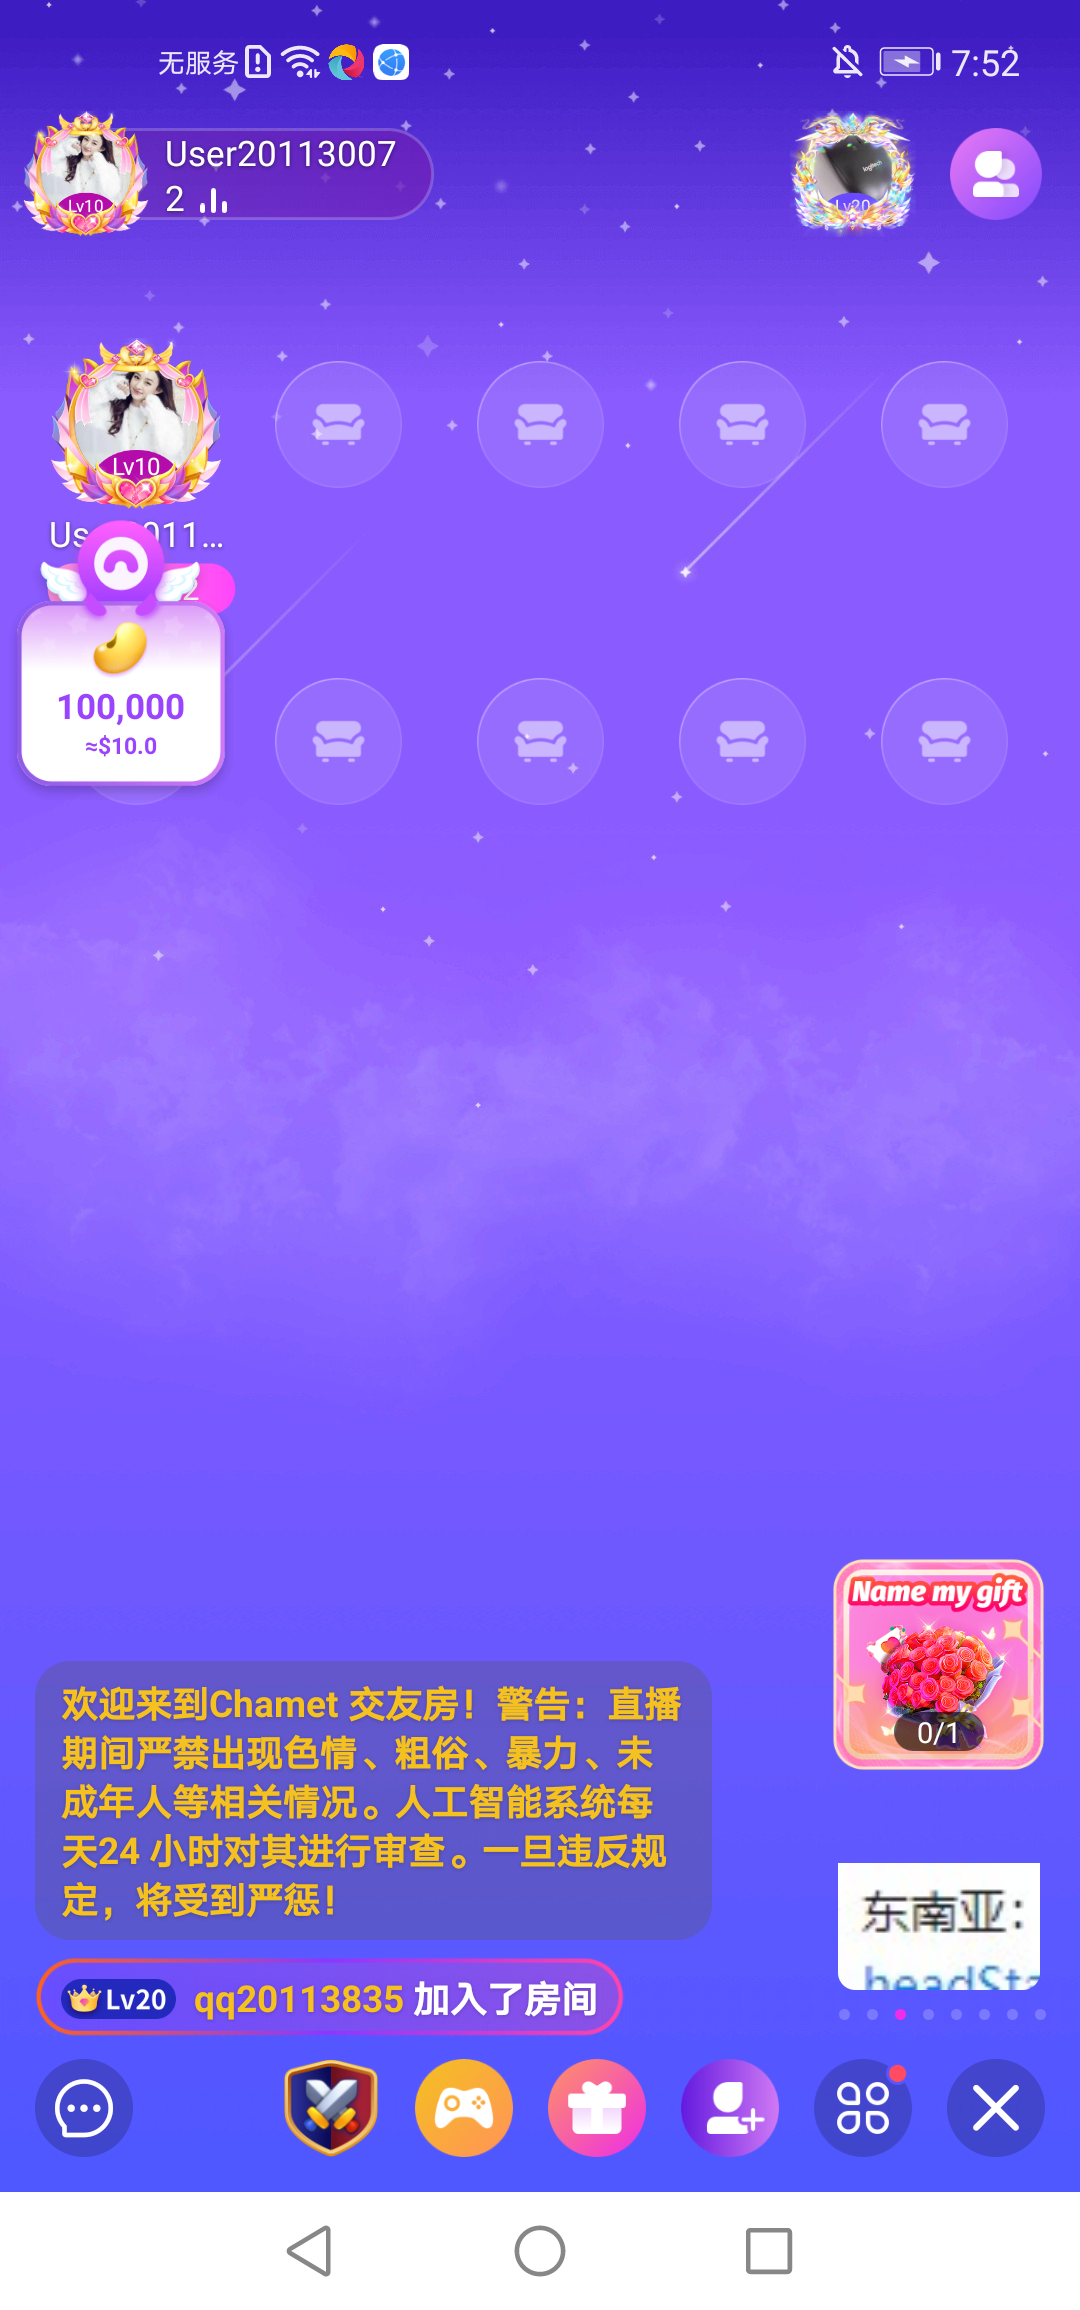 无服务
7:52
User20113007
2
Lv10
Lv20
logitech
Lv10
Us 011...
2
100,000
≈$10.0
Name my gift
0/1
欢迎来到Chamet 交友房！警告：直播
期间严禁出现色情、粗俗、暴力、未
成年人等相关情况。人工智能系统每
天24 小时对其进行审查。一旦违反规
定，将受到严惩！
东南亚：
headSta
Lv20 qq20113835 加入了房间